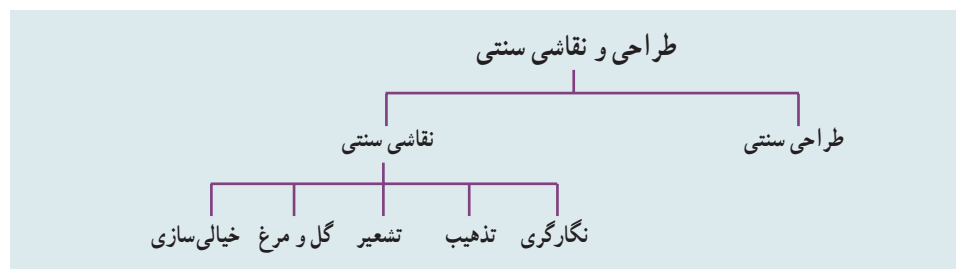 طراحی و نقاشی سنتی
طراحی سنتی نقاشی سنتی
نگارگری تذهیب تشعیر گل و مرغ خیالی‌سازی